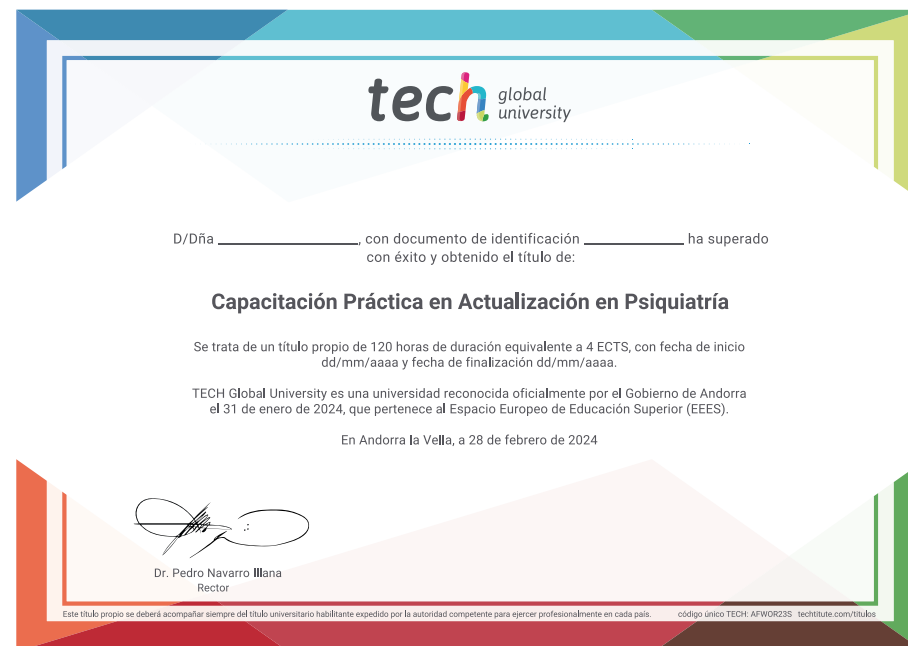 tech global university
D/Dña ______________, con documento de identificación __________ ha superado
con éxito y obtenido el título de:
Capacitación Práctica en Actualización en Psiquiatría
Se trata de un título propio de 120 horas de duración equivalente a 4 ECTS, con fecha de inicio
dd/mm/aaaa y fecha de finalización dd/mm/aaaa.
TECH Global University es una universidad reconocida oficialmente por el Gobierno de Andorra
el 31 de enero de 2024, que pertenece al Espacio Europeo de Educación Superior (EEES).
En Andorra la Vella, a 28 de febrero de 2024
Dr. Pedro Navarro Illana
Rector
Este título propio se deberá acompañar siempre del título universitario habilitante expedido por la autoridad competente para ejercer profesionalmente en cada país. código único TECH: AFWOR23S techtitute.com/titulos